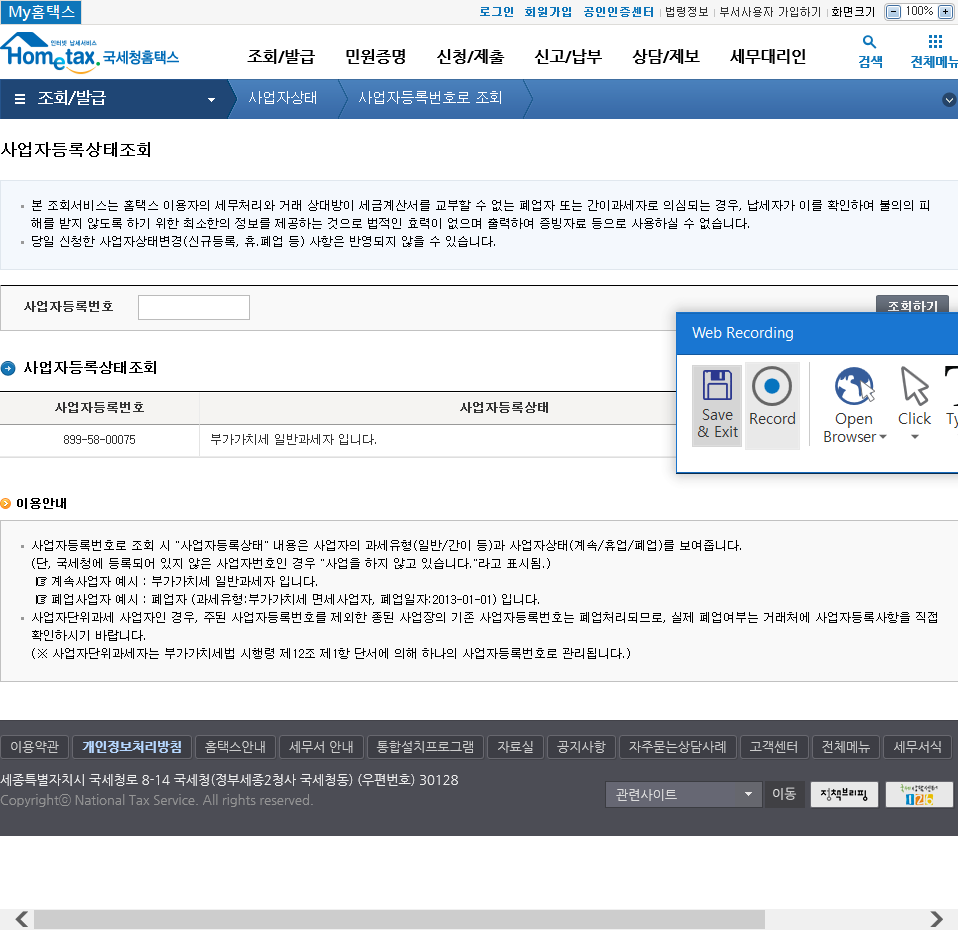 My홈택스
로그인 회원가입 공인인증센터 법령정보 부서사용자 가입하기 화면크기 100%
인터넷 납세서비스
Hometax. 국세청홈택스
조회/발급 민원증명 신청/제출 신고/납부 상담/제보 세무대리인 검색 전체메뉴
조회/발급 사업자상태 사업자등록번호로 조회
사업자등록상태조회
본 조회서비스는 홈택스 이용자의 세무처리와 거래 상대방이 세금계산서를 교부할 수 없는 폐업자 또는 간이과세자로 의심되는 경우, 납세자가 이를 확인하여 불의의 피
해를 받지 않도록 하기 위한 최소한의 정보를 제공하는 것으로 법적인 효력이 없으며 출력하여 증빙자료 등으로 사용하실 수 없습니다.
당일 신청한 사업자상태변경(신규등록, 휴.폐업 등) 사항은 반영되지 않을 수 있습니다.
사업자등록번호
조회하기
사업자등록상태조회
사업자등록번호 사업자등록상태
899-58-00075 부가가치세 일반과세자 입니다.
Web Recording
Save
& Exit
Record
Open
Browser
Click
Ty
이용안내
사업자등록번호로 조회 시 "사업자등록상태" 내용은 사업자의 과세유형(일반/간이 등)과 사업자상태(계속/휴업/폐업)를 보여줍니다.
(단, 국세청에 등록되어 있지 않은 사업자번호인 경우 "사업을 하지 않고 있습니다."라고 표시됨.)
☞ 계속사업자 예시 : 부가가치세 일반과세자 입니다.
☞ 폐업사업자 예시 : 폐업자 (과세유형:부가가치세 면세사업자, 폐업일자:2013-01-01) 입니다.
사업자단위과세 사업자인 경우, 주된 사업자등록번호를 제외한 종된 사업장의 기존 사업자등록번호는 폐업처리되므로, 실제 폐업여부는 거래처에 사업자등록사항을 직접
확인하시기 바랍니다.
(※ 사업자단위과세자는 부가가치세법 시행령 제12조 제1항 단서에 의해 하나의 사업자등록번호로 관리됩니다.)
이용약관 개인정보처리방침 홈택스안내 세무서 안내 통합설치프로그램 자료실 공지사항 자주묻는상담사례 고객센터 전체메뉴 세무서식
세종특별자치시 국세청로 8-14 국세청(정부세종2청사 국세청동) (우편번호) 30128
Copyrightⓒ National Tax Service. All rights reserved.
관련사이트 이동 정책브리핑 국세상담센터 126